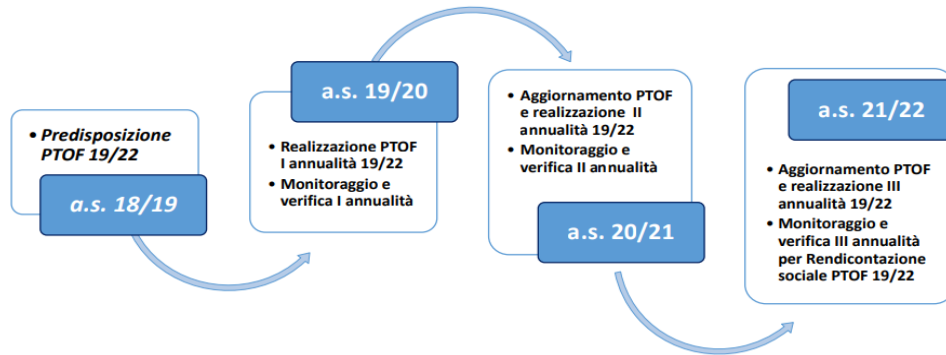 • Predisposizione
PTOF 19/22
a.s. 18/19
a.s. 19/20
• Realizzazione PTOF
I annualità 19/22
• Monitoraggio e
verifica I annualità
• Aggiornamento PTOF
e realizzazione II
annualità 19/22
• Monitoraggio e
verifica II annualità
a.s. 20/21
a.s. 21/22
• Aggiornamento PTOF
e realizzazione III
annualità 19/22
• Monitoraggio e
verifica III annualità
per Rendicontazione
sociale PTOF 19/22